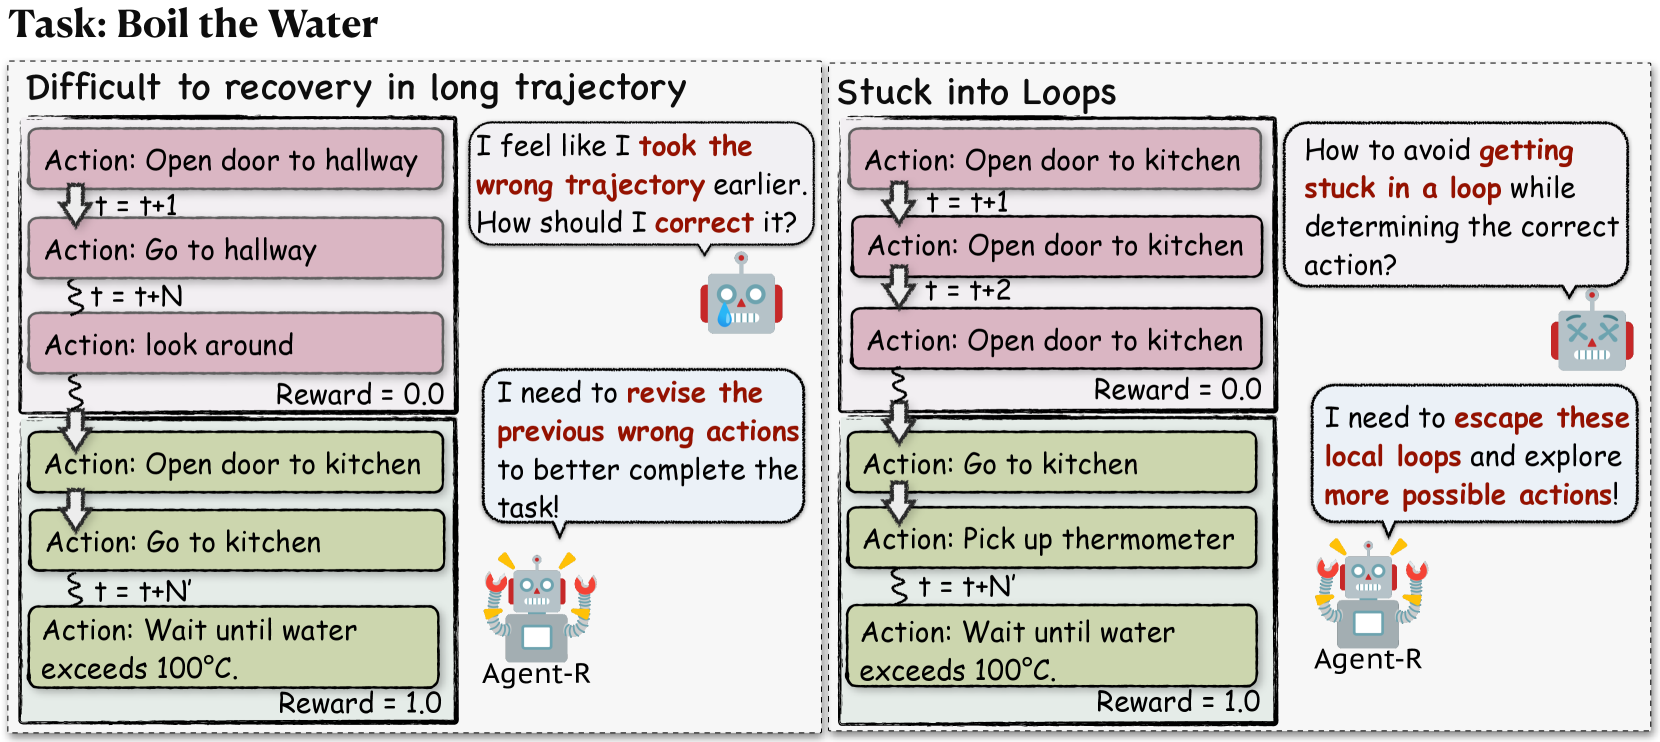 Task: Boil the Water
Difficult to recovery in long trajectory
Action: Open door to hallway
t = t+1
Action: Go to hallway
t = t+N
Action: look around
Reward = 0.0
Action: Open door to kitchen
Action: Go to kitchen
t = t+N'
Action: Wait until water
exceeds 100°C.
Reward = 1.0
I feel like I took the
wrong trajectory earlier.
How should I correct it?
I need to revise the
previous wrong actions
to better complete the
task!
Agent-R
Stuck into Loops
Action: Open door to kitchen
t = t+1
Action: Open door to kitchen
t = t+2
Action: Open door to kitchen
Reward = 0.0
Action: Go to kitchen
Action: Pick up thermometer
t = t+N'
Action: Wait until water
exceeds 100°C.
Reward = 1.0
How to avoid getting
stuck in a loop while
determining the correct
action?
I need to escape these
local loops and explore
more possible actions!
Agent-R